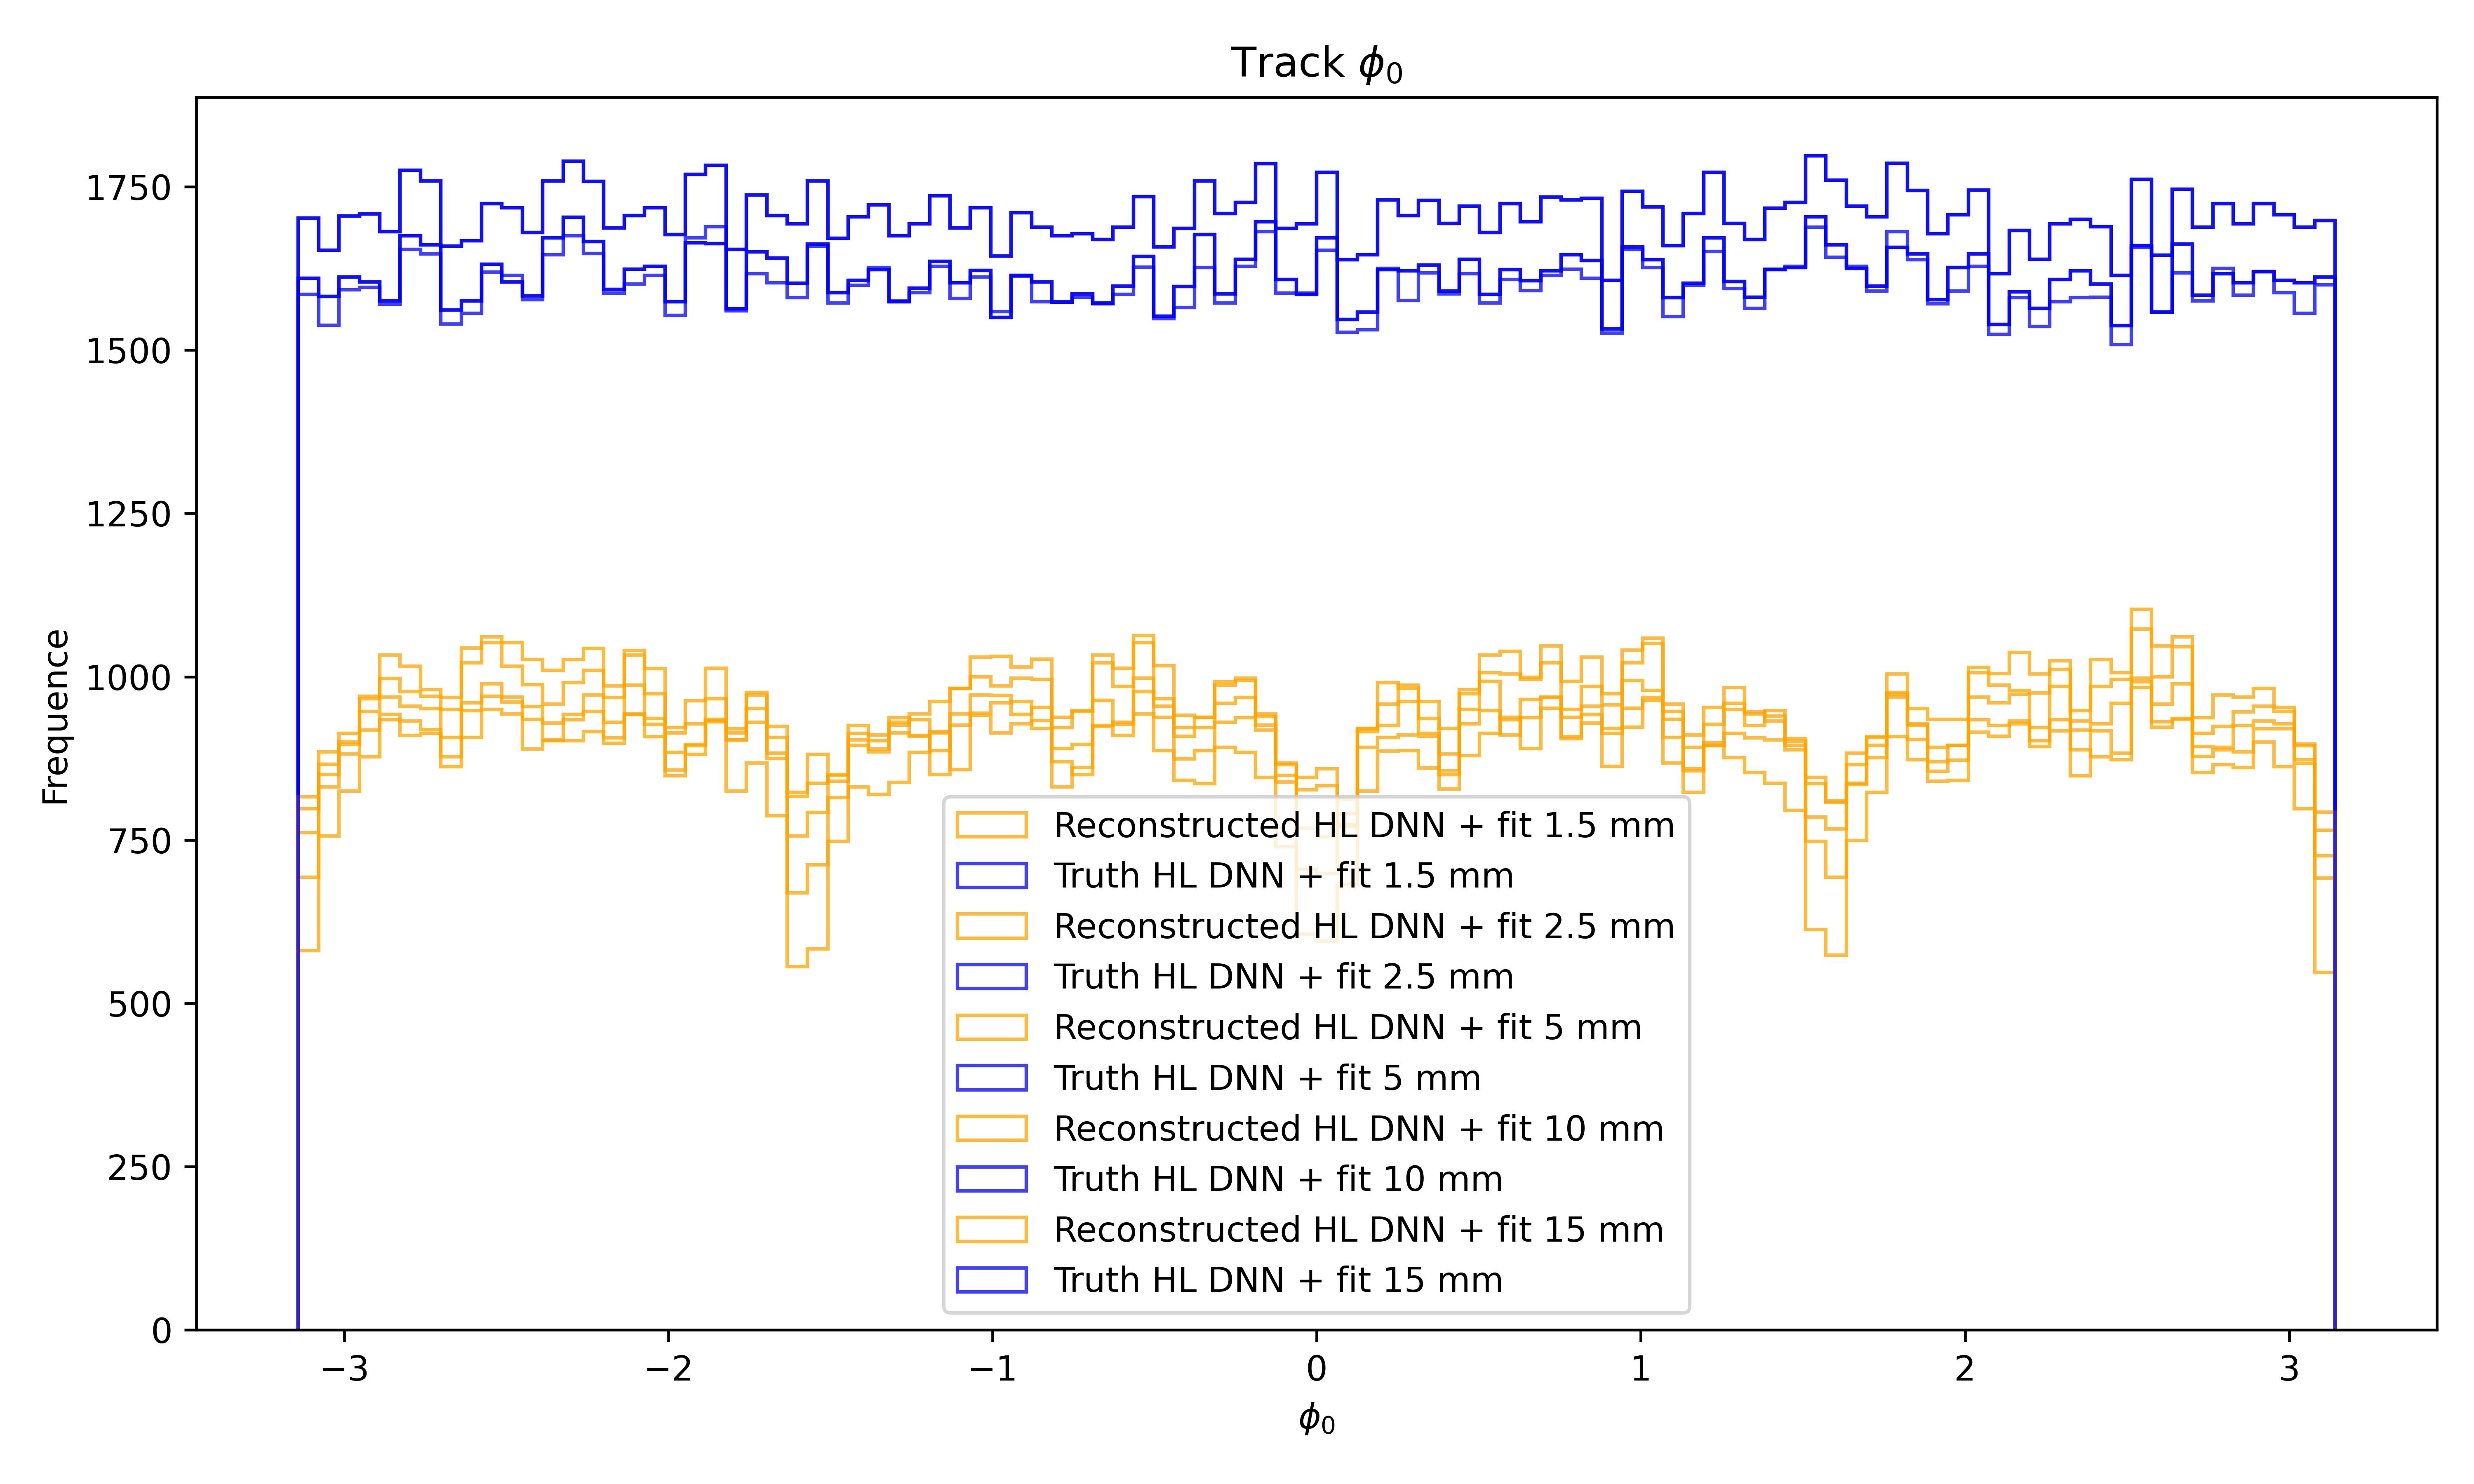 Track ϕ₀
Frequence
1750
1500
1250
1000
750
500
250
0
Reconstructed HL DNN + fit 1.5 mm
Truth HL DNN + fit 1.5 mm
Reconstructed HL DNN + fit 2.5 mm
Truth HL DNN + fit 2.5 mm
Reconstructed HL DNN + fit 5 mm
Truth HL DNN + fit 5 mm
Reconstructed HL DNN + fit 10 mm
Truth HL DNN + fit 10 mm
Reconstructed HL DNN + fit 15 mm
Truth HL DNN + fit 15 mm
−3 −2 −1 0 1 2 3
ϕ₀